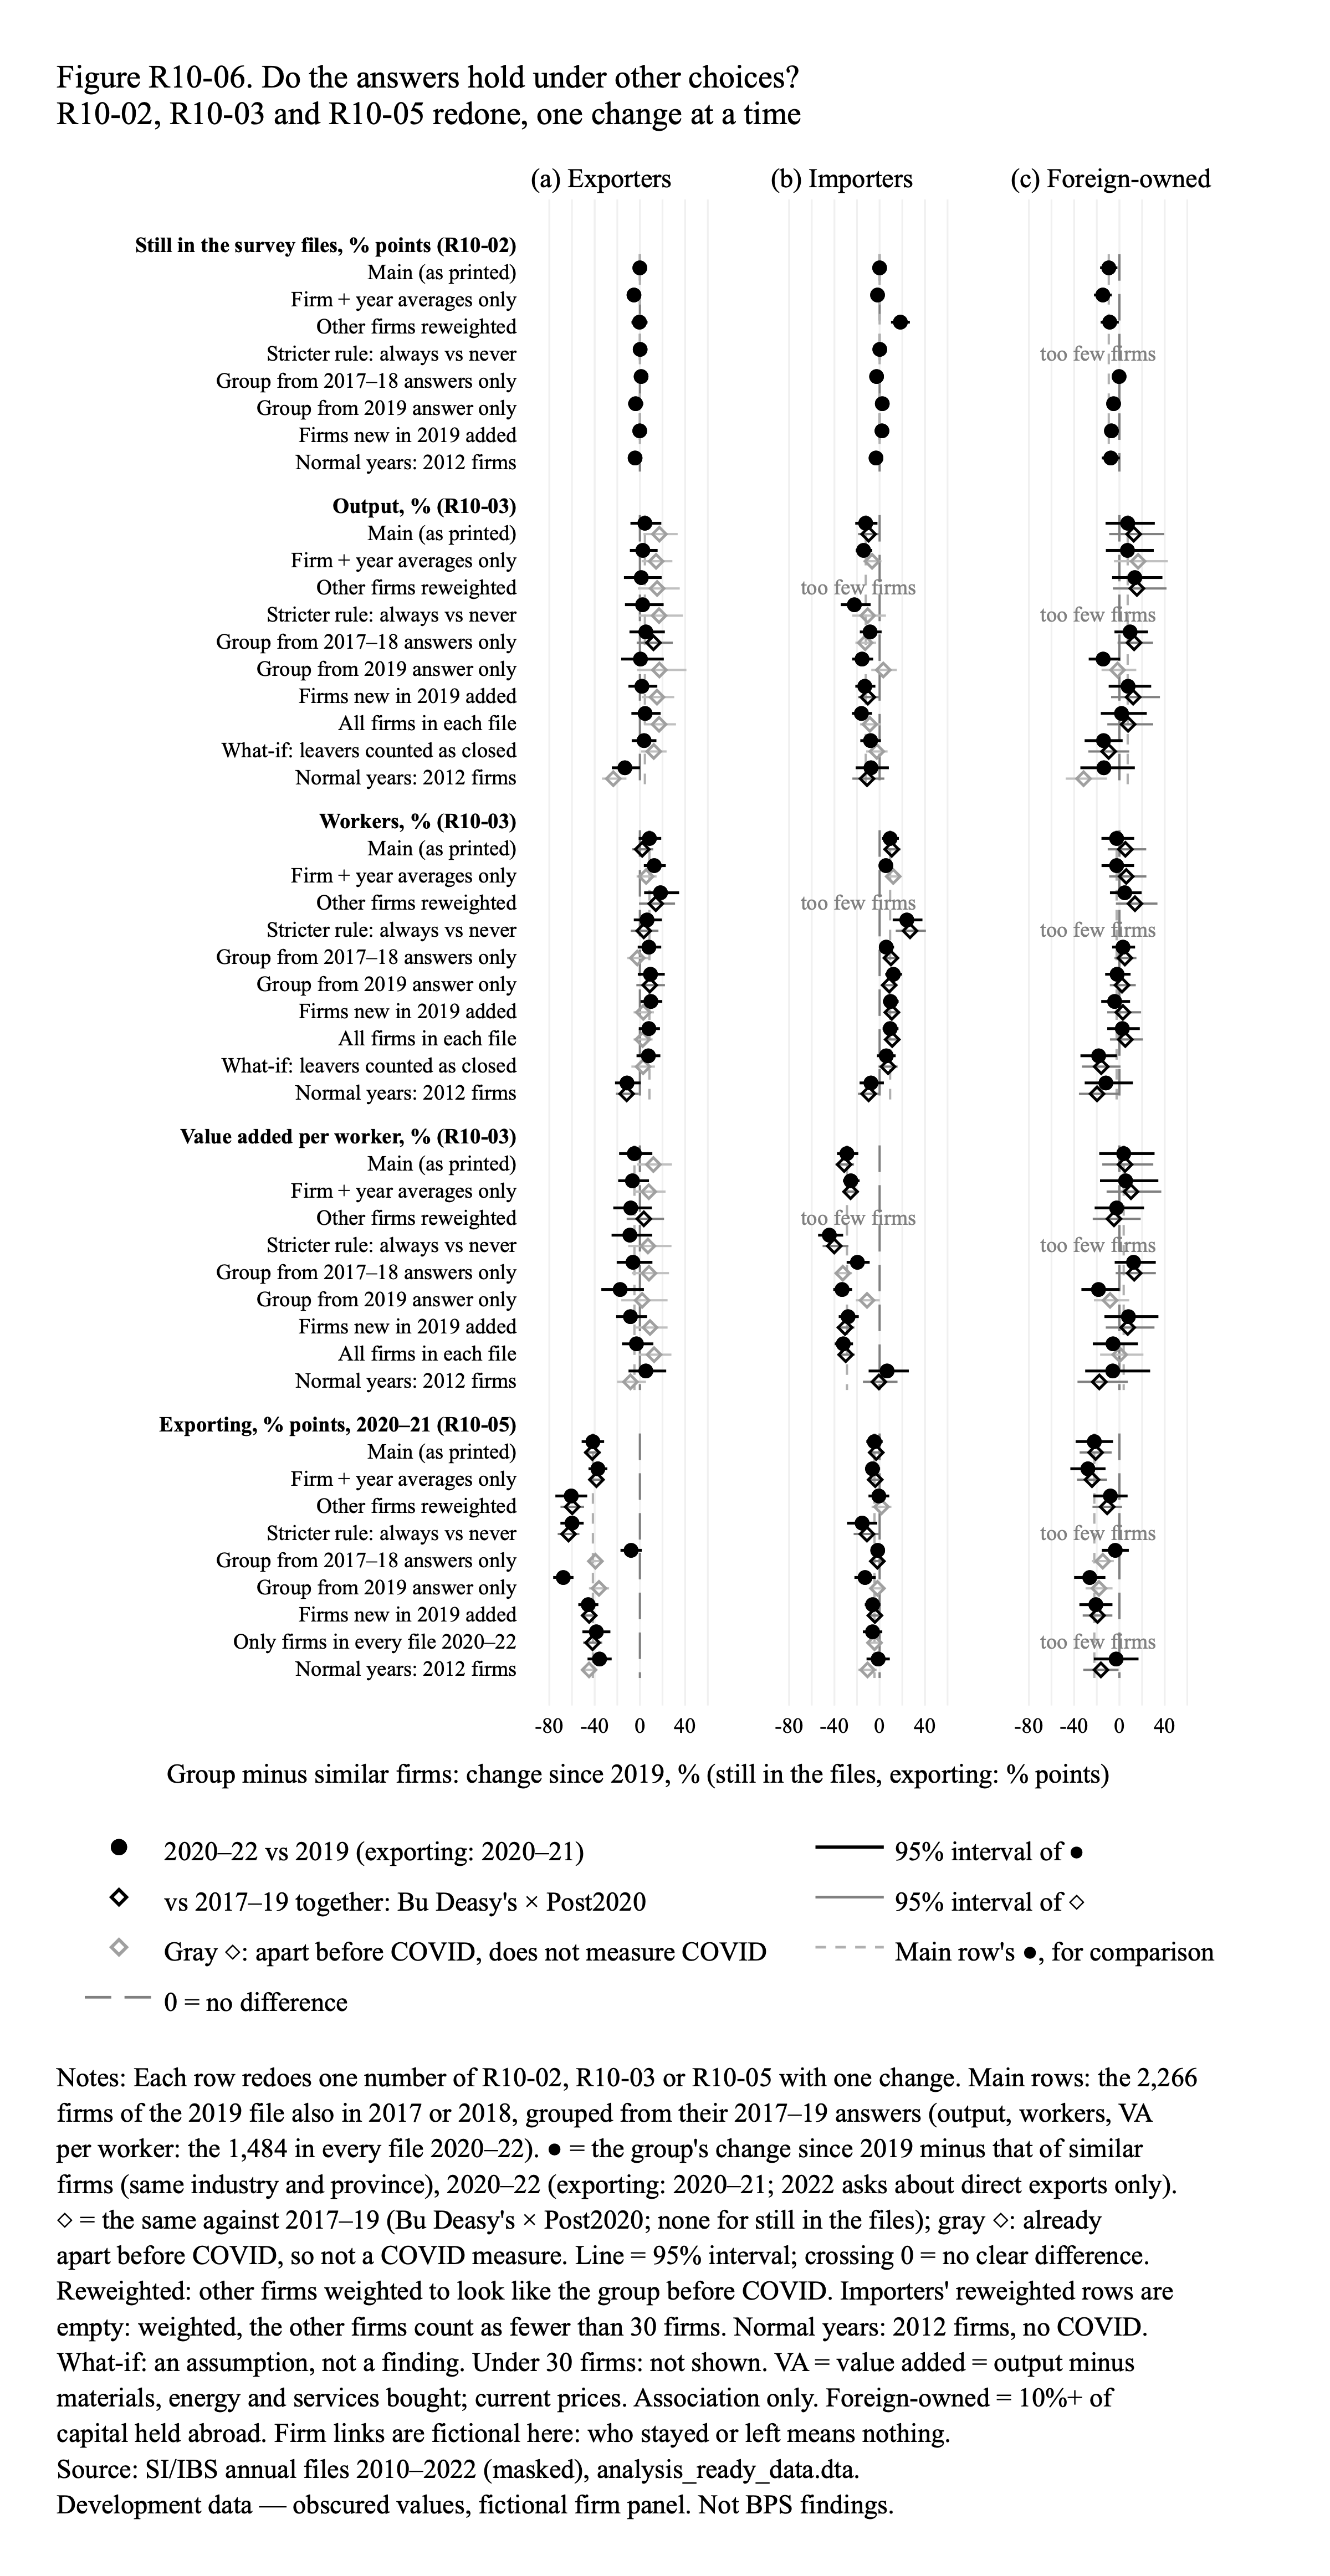 Figure R10-06. Do the answers hold under other choices?
R10-02, R10-03 and R10-05 redone, one change at a time
(a) Exporters
(b) Importers
(c) Foreign-owned
Still in the survey files, % points (R10-02)
Main (as printed)
Firm + year averages only
Other firms reweighted
Stricter rule: always vs never
too few firms
Group from 2017–18 answers only
Group from 2019 answer only
Firms new in 2019 added
Normal years: 2012 firms
Output, % (R10-03)
Main (as printed)
Firm + year averages only
Other firms reweighted
too few firms
Stricter rule: always vs never
too few firms
Group from 2017–18 answers only
Group from 2019 answer only
Firms new in 2019 added
All firms in each file
What-if: leavers counted as closed
Normal years: 2012 firms
Workers, % (R10-03)
Main (as printed)
Firm + year averages only
Other firms reweighted
too few firms
Stricter rule: always vs never
too few firms
Group from 2017–18 answers only
Group from 2019 answer only
Firms new in 2019 added
All firms in each file
What-if: leavers counted as closed
Normal years: 2012 firms
Value added per worker, % (R10-03)
Main (as printed)
Firm + year averages only
Other firms reweighted
too few firms
Stricter rule: always vs never
too few firms
Group from 2017–18 answers only
Group from 2019 answer only
Firms new in 2019 added
All firms in each file
Normal years: 2012 firms
Exporting, % points, 2020–21 (R10-05)
Main (as printed)
Firm + year averages only
Other firms reweighted
Stricter rule: always vs never
too few firms
Group from 2017–18 answers only
Group from 2019 answer only
Firms new in 2019 added
Only firms in every file 2020–22
too few firms
Normal years: 2012 firms
-80 -40 0 40
-80 -40 0 40
-80 -40 0 40
Group minus similar firms: change since 2019, % (still in the files, exporting: % points)
2020–22 vs 2019 (exporting: 2020–21)
95% interval of ●
vs 2017–19 together: Bu Deasy's × Post2020
95% interval of ◇
Gray ◇: apart before COVID, does not measure COVID
Main row's ●, for comparison
0 = no difference
Notes: Each row redoes one number of R10-02, R10-03 or R10-05 with one change. Main rows: the 2,266
firms of the 2019 file also in 2017 or 2018, grouped from their 2017–19 answers (output, workers, VA
per worker: the 1,484 in every file 2020–22). ● = the group's change since 2019 minus that of similar
firms (same industry and province), 2020–22 (exporting: 2020–21; 2022 asks about direct exports only).
◇ = the same against 2017–19 (Bu Deasy's × Post2020; none for still in the files); gray ◇: already
apart before COVID, so not a COVID measure. Line = 95% interval; crossing 0 = no clear difference.
Reweighted: other firms weighted to look like the group before COVID. Importers' reweighted rows are
empty: weighted, the other firms count as fewer than 30 firms. Normal years: 2012 firms, no COVID.
What-if: an assumption, not a finding. Under 30 firms: not shown. VA = value added = output minus
materials, energy and services bought; current prices. Association only. Foreign-owned = 10%+ of
capital held abroad. Firm links are fictional here: who stayed or left means nothing.
Source: SI/IBS annual files 2010–2022 (masked), analysis_ready_data.dta.
Development data — obscured values, fictional firm panel. Not BPS findings.